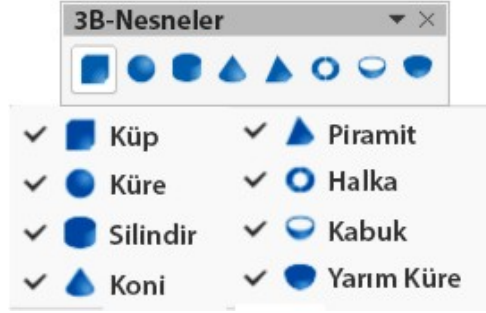 3B-Nesneler
Küp
Küre
Silindir
Koni
Piramit
Halka
Kabuk
Yarım Küre